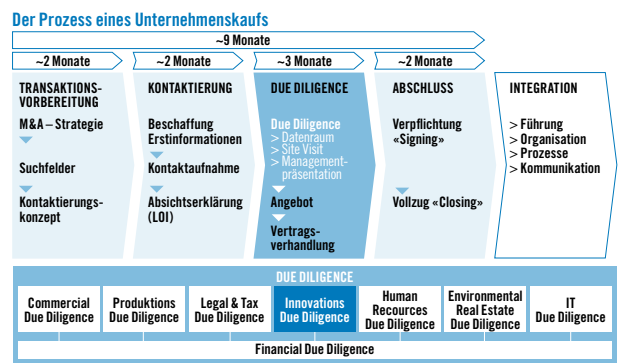 Der Prozess eines Unternehmenskaufs
~9 Monate
~2 Monate
~2 Monate
~3 Monate
~2 Monate
TRANSAKTIONS-
VORBEREITUNG
M&A – Strategie
Suchfelder
Kontaktierungs-
konzept
KONTAKTIERUNG
Beschaffung
Erstinformationen
Kontaktaufnahme
Absichtserklärung
(LOI)
DUE DILIGENCE
Due Diligence
> Datenraum
> Site Visit
> Management-
präsentation
Angebot
Vertrags-
verhandlung
ABSCHLUSS
Verpflichtung
«Signing»
Vollzug «Closing»
INTEGRATION
> Führung
> Organisation
> Prozesse
> Kommunikation
DUE DILIGENCE
Commercial
Due Diligence
Produktions
Due Diligence
Legal & Tax
Due Diligence
Innovations
Due Diligence
Human
Recources
Due Diligence
Environmental
Real Estate
Due Diligence
IT
Due Diligence
Financial Due Diligence